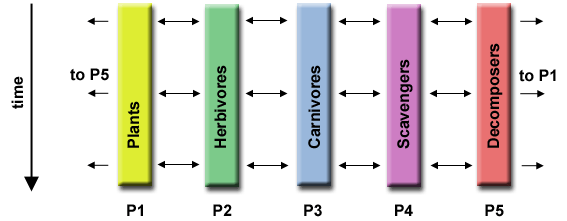 time
to P5
Plants
Herbivores
Carnivores
Scavengers
Decomposers
to P1
P1
P2
P3
P4
P5